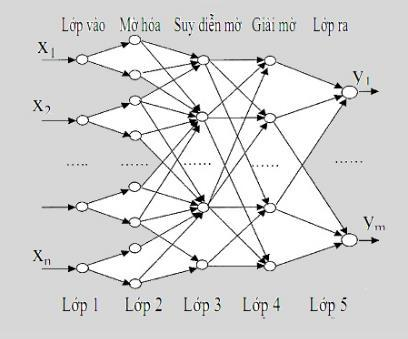 Lớp vào Mờ hóa Suy diễn mờ Giải mờ Lớp ra
X1
y1
X2
..... ...... ...... ...... ......
ym
Xn
Lớp 1 Lớp 2 Lớp 3 Lớp 4 Lớp 5